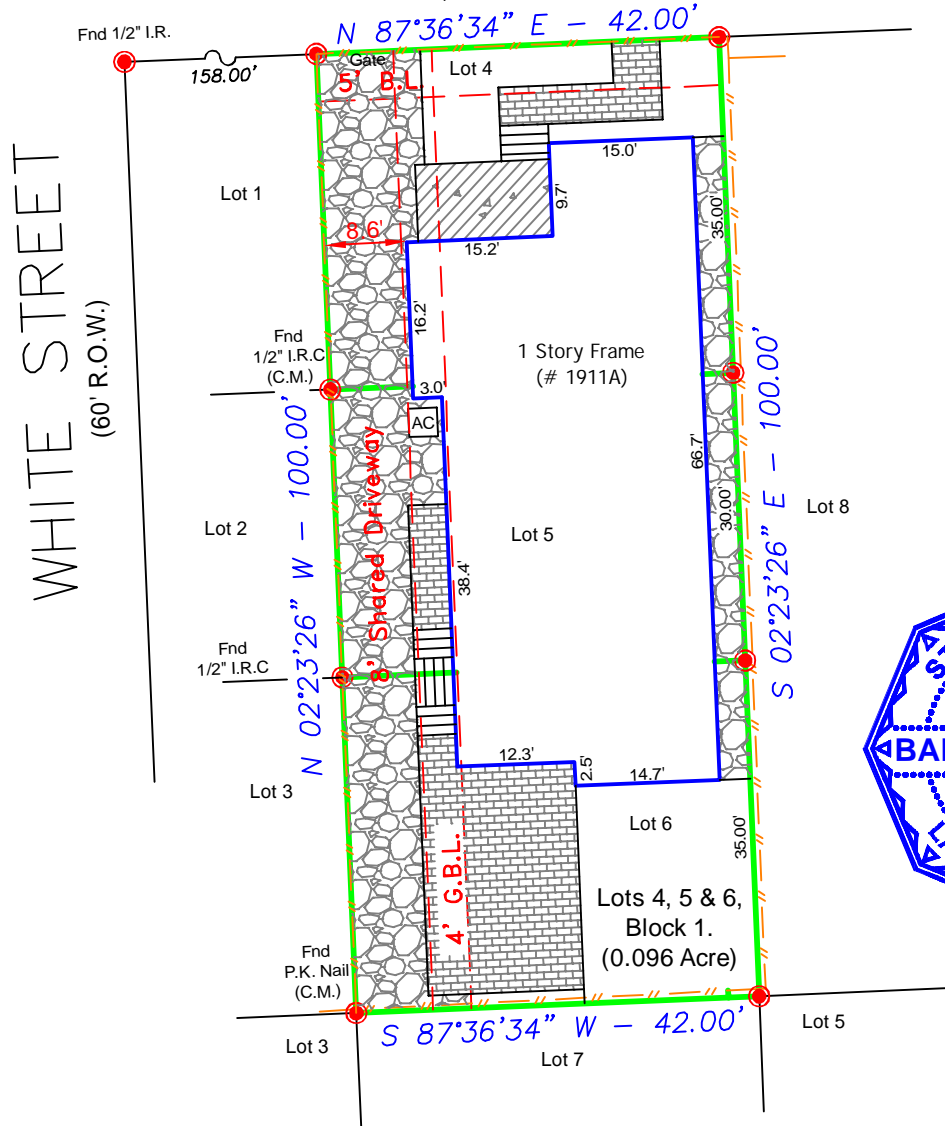 N 87°36'34" E - 42.00'
Fnd 1/2" I.R.
158.00'
Gate
5' B.L.
Lot 4
15.0'
Lot 1
9.7'
35.00'
8.6'
15.2'
WHITE STREET
(60' R.O.W.)
16.2'
1 Story Frame
(# 1911A)
Fnd
1/2" I.R.C
(C.M.)
3.0'
AC
N 02°23'26" W - 100.00'
8' Shared Driveway
66.7'
30.00'
S 02°23'26" E - 100.00'
Lot 2
Lot 5
Lot 8
38.4'
Fnd
1/2" I.R.C
12.3'
2.5'
14.7'
Lot 3
Lot 6
35.00'
4' G.B.L.
Lots 4, 5 & 6,
Block 1.
(0.096 Acre)
Fnd
P.K. Nail
(C.M.)
S 87°36'34" W - 42.00'
Lot 3
Lot 7
Lot 5